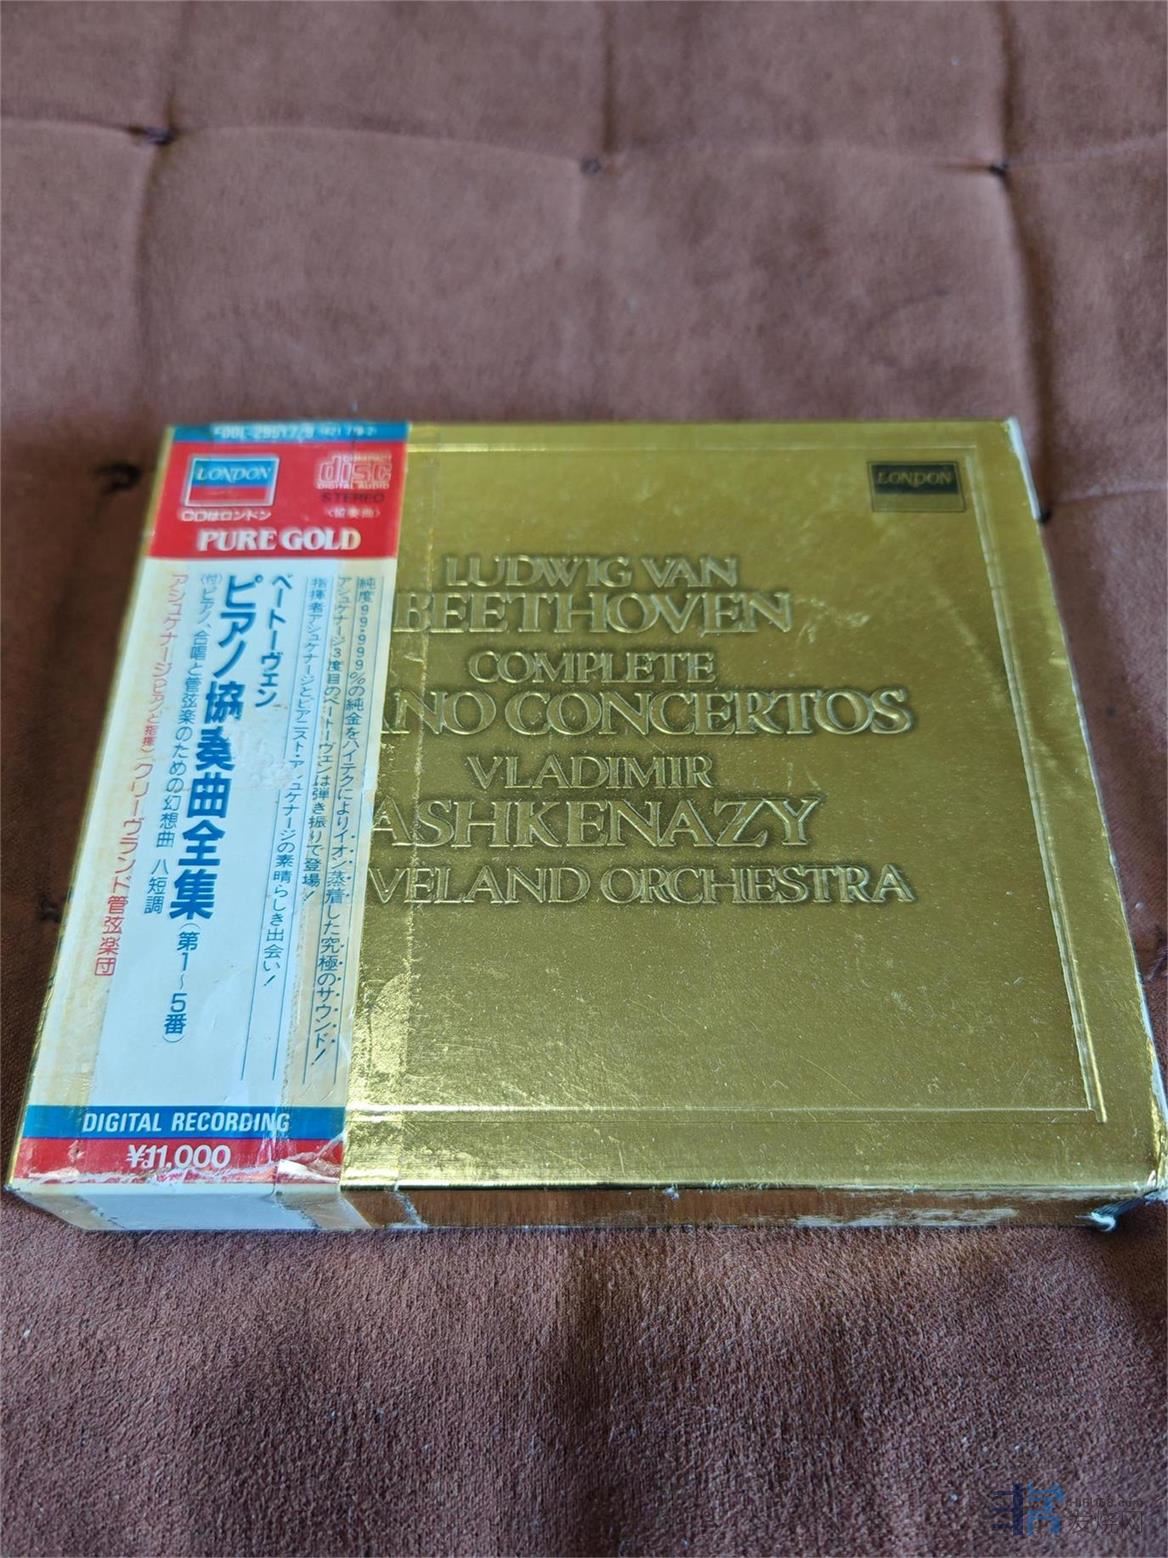 LONDON
CDはロンドン
disc
DIGITAL AUDIO
STEREO
PURE GOLD
純度99.999%の純金をハイテクによりイオン蒸着した究極のサウンド!
アシュケナージ3度目のベートーヴェンは弾き振りで登場!
指揮者アシュケナージとピアニスト・アシュケナージの素晴らしき出会い!
ベートーヴェン
ピアノ協奏曲全集(第1〜5番)
(付)ピアノ、合唱と管弦楽のための幻想曲 ハ短調
アシュケナージ(ピアノと指揮) クリーヴランド管弦楽団
DIGITAL RECORDING
¥11,000
LONDON
LUDWIG VAN
BEETHOVEN
COMPLETE
ANO CONCERTOS
VLADIMIR
ASHKENAZY
VELAND ORCHESTRA
发烧网